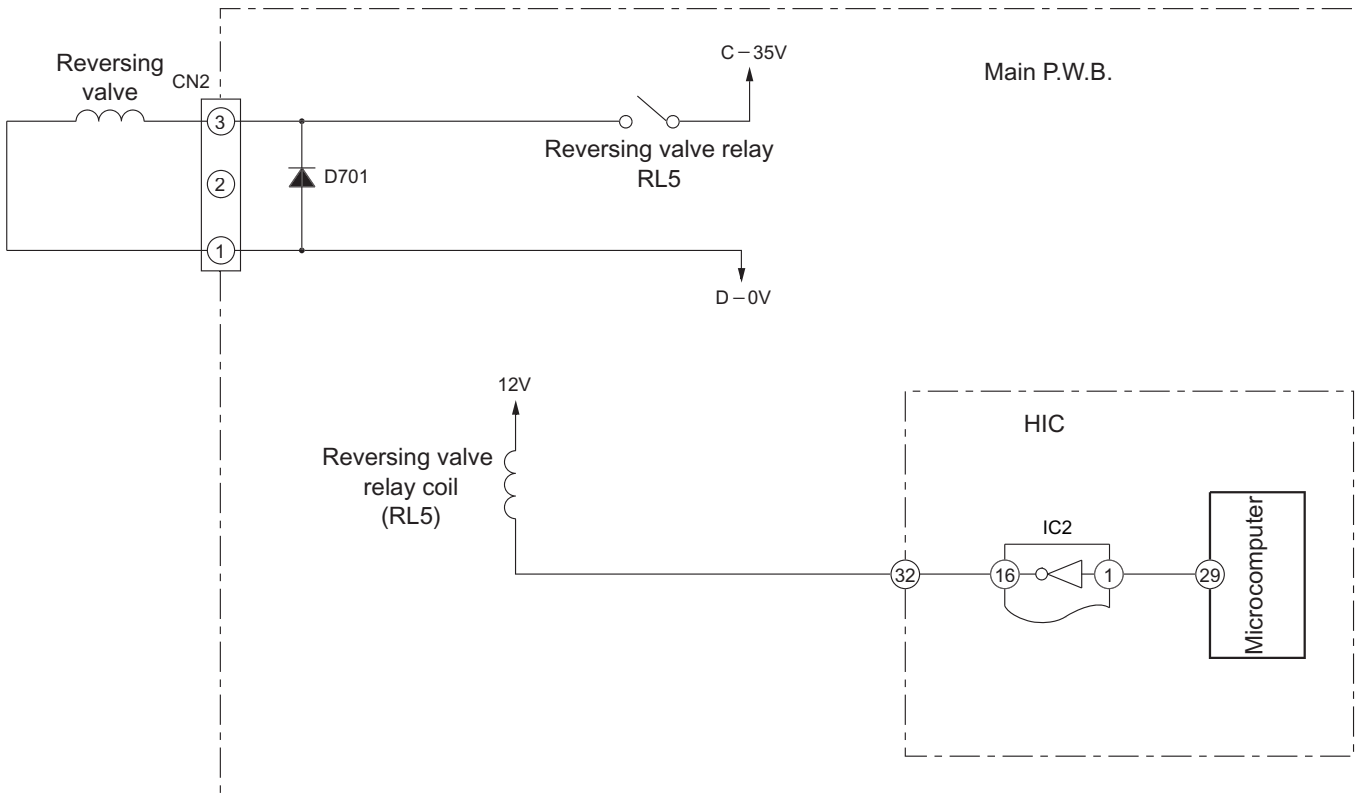 Reversing
valve
CN2
C－35V
Main P.W.B.
3
Reversing valve relay
RL5
2
D701
1
D－0V
12V
Reversing valve
relay coil
(RL5)
HIC
IC2
32
16
1
29
Microcomputer